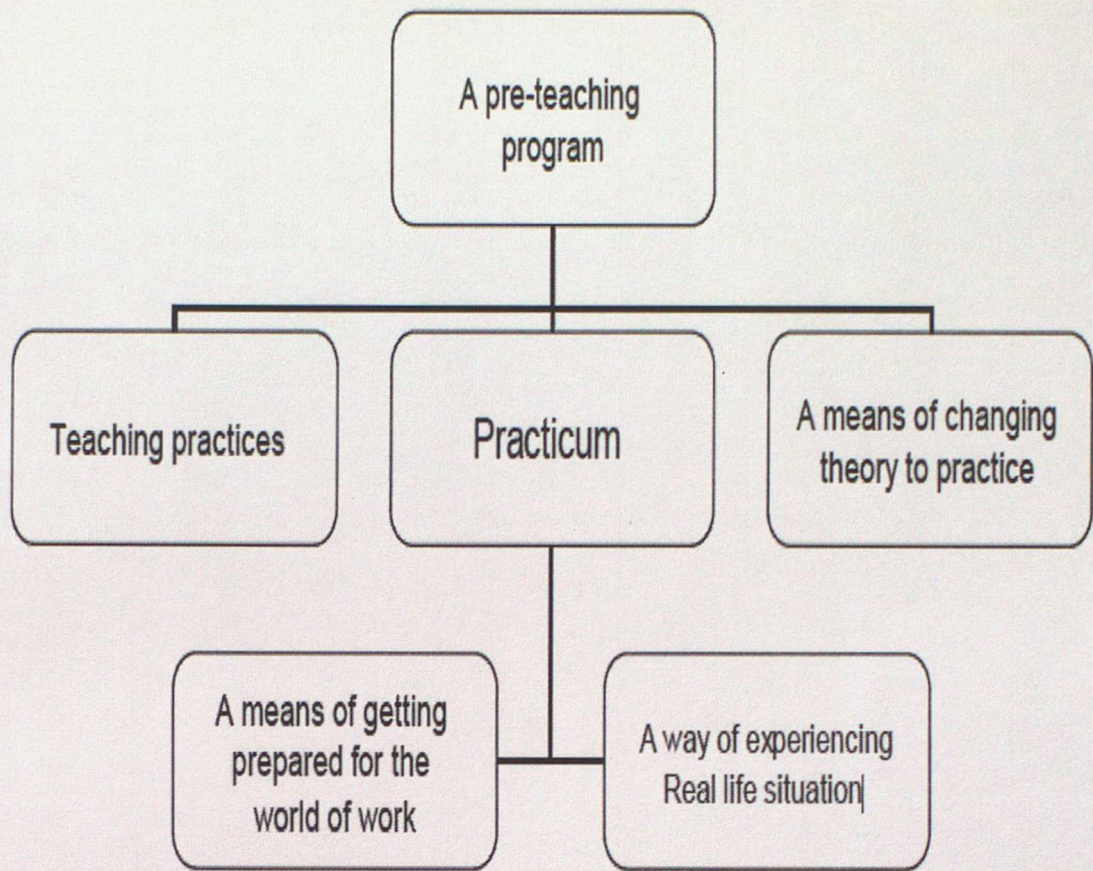 A pre-teaching
program
Teaching practices
Practicum
A means of changing
theory to practice
A means of getting
prepared for the
world of work
A way of experiencing
Real life situation